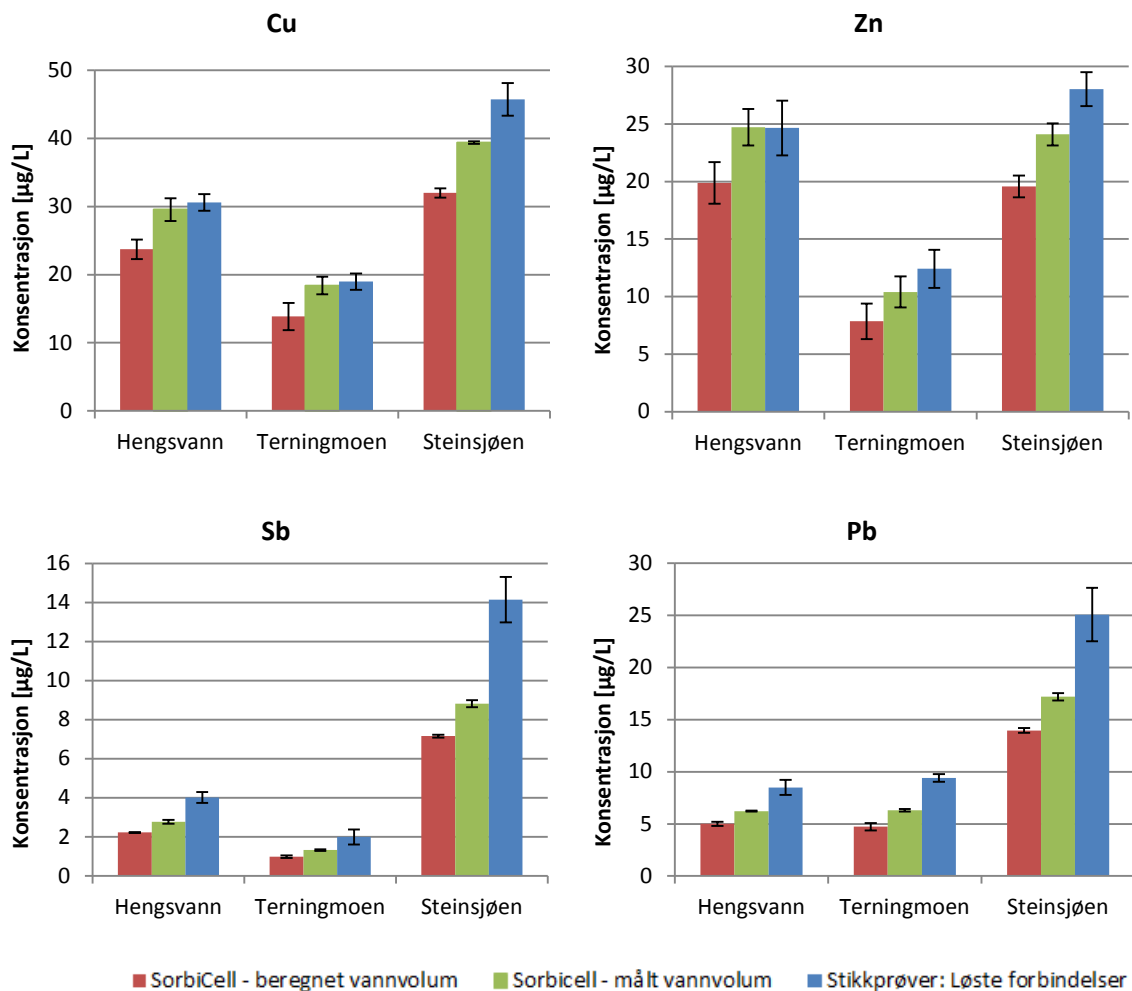 Cu
Konsentrasjon [µg/L]
50
40
30
20
10
0
Hengsvann Terningmoen Steinsjøen
Zn
Konsentrasjon [µg/L]
30
25
20
15
10
5
0
Hengsvann Terningmoen Steinsjøen
Sb
Konsentrasjon [µg/L]
16
14
12
10
8
6
4
2
0
Hengsvann Terningmoen Steinsjøen
Pb
Konsentrasjon [µg/L]
30
25
20
15
10
5
0
Hengsvann Terningmoen Steinsjøen
SorbiCell - beregnet vannvolum Sorbicell - målt vannvolum Stikkprøver: Løste forbindelser